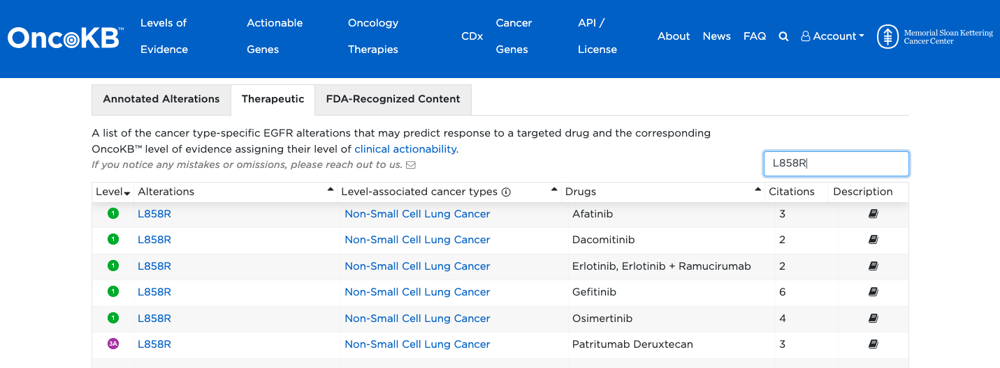 OncoKB™
Levels of Evidence
Actionable Genes
Oncology Therapies
CDx
Cancer Genes
API / License
About
News
FAQ
Account
Memorial Sloan Kettering
Cancer Center
Annotated Alterations
Therapeutic
FDA-Recognized Content
A list of the cancer type-specific EGFR alterations that may predict response to a targeted drug and the corresponding
OncoKB™ level of evidence assigning their level of clinical actionability.
If you notice any mistakes or omissions, please reach out to us.
L858R
Level Alterations Level-associated cancer types Drugs Citations Description
1 L858R Non-Small Cell Lung Cancer Afatinib 3
1 L858R Non-Small Cell Lung Cancer Dacomitinib 2
1 L858R Non-Small Cell Lung Cancer Erlotinib, Erlotinib + Ramucirumab 2
1 L858R Non-Small Cell Lung Cancer Gefitinib 6
1 L858R Non-Small Cell Lung Cancer Osimertinib 4
3A L858R Non-Small Cell Lung Cancer Patritumab Deruxtecan 3